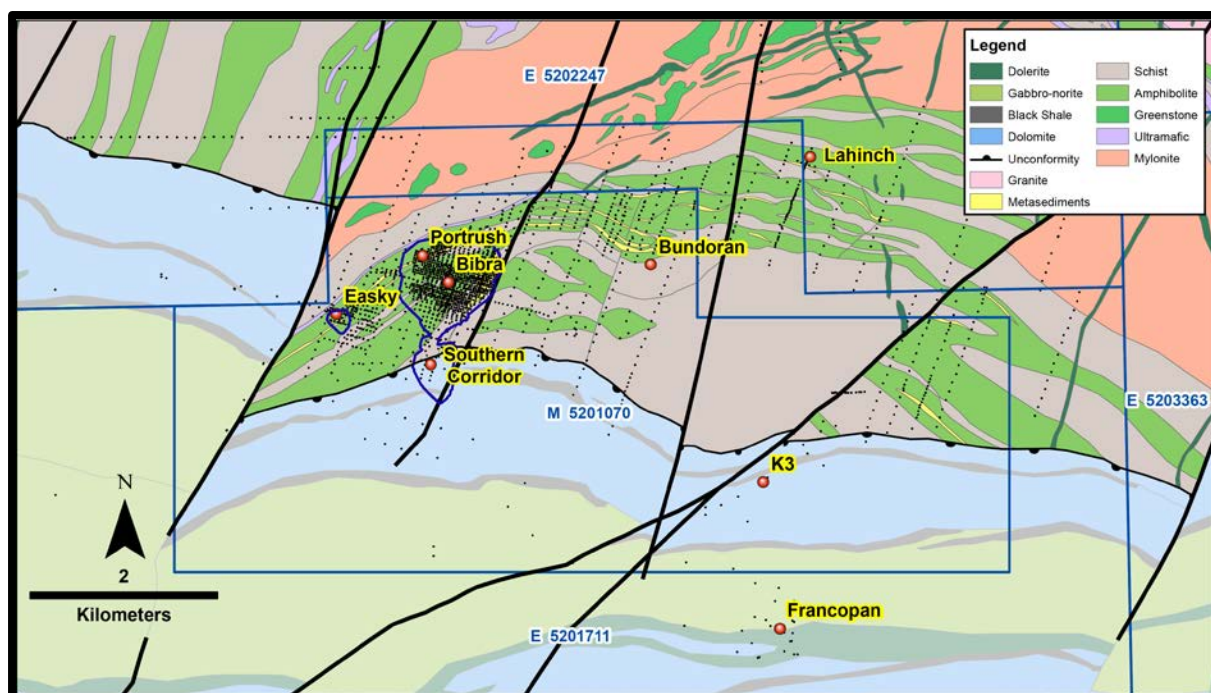 E 5202247
Legend
Dolerite
Gabbro-norite
Black Shale
Dolomite
Unconformity
Granite
Metasediments
Schist
Amphibolite
Greenstone
Ultramafic
Mylonite
Lahinch
Portrush
Bibra
Bundoran
Easky
Southern
Corridor
M 5201070
E 5203363
K3
N
2
Kilometers
Francopan
E 5201711